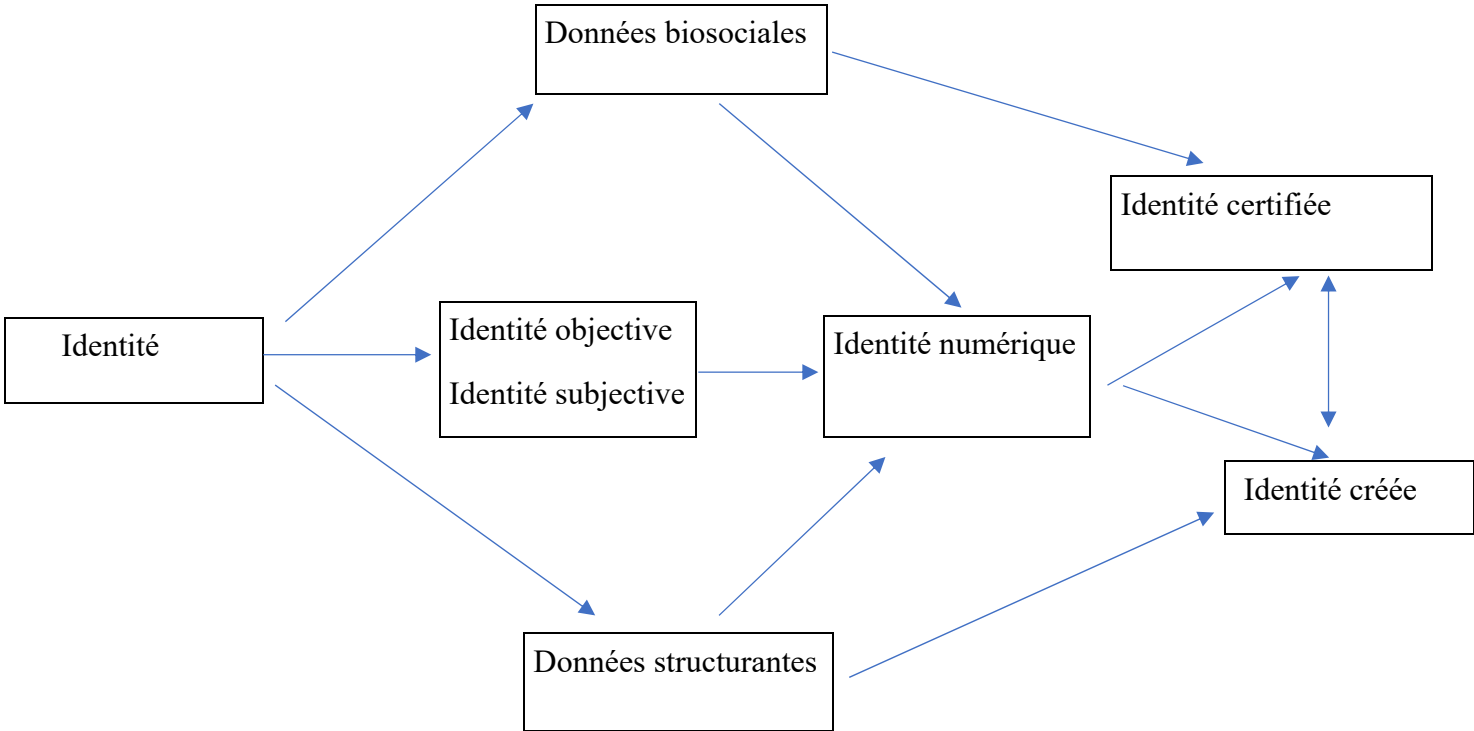 Données biosociales
Identité certifiée
Identité
Identité objective
Identité subjective
Identité numérique
Identité créée
Données structurantes